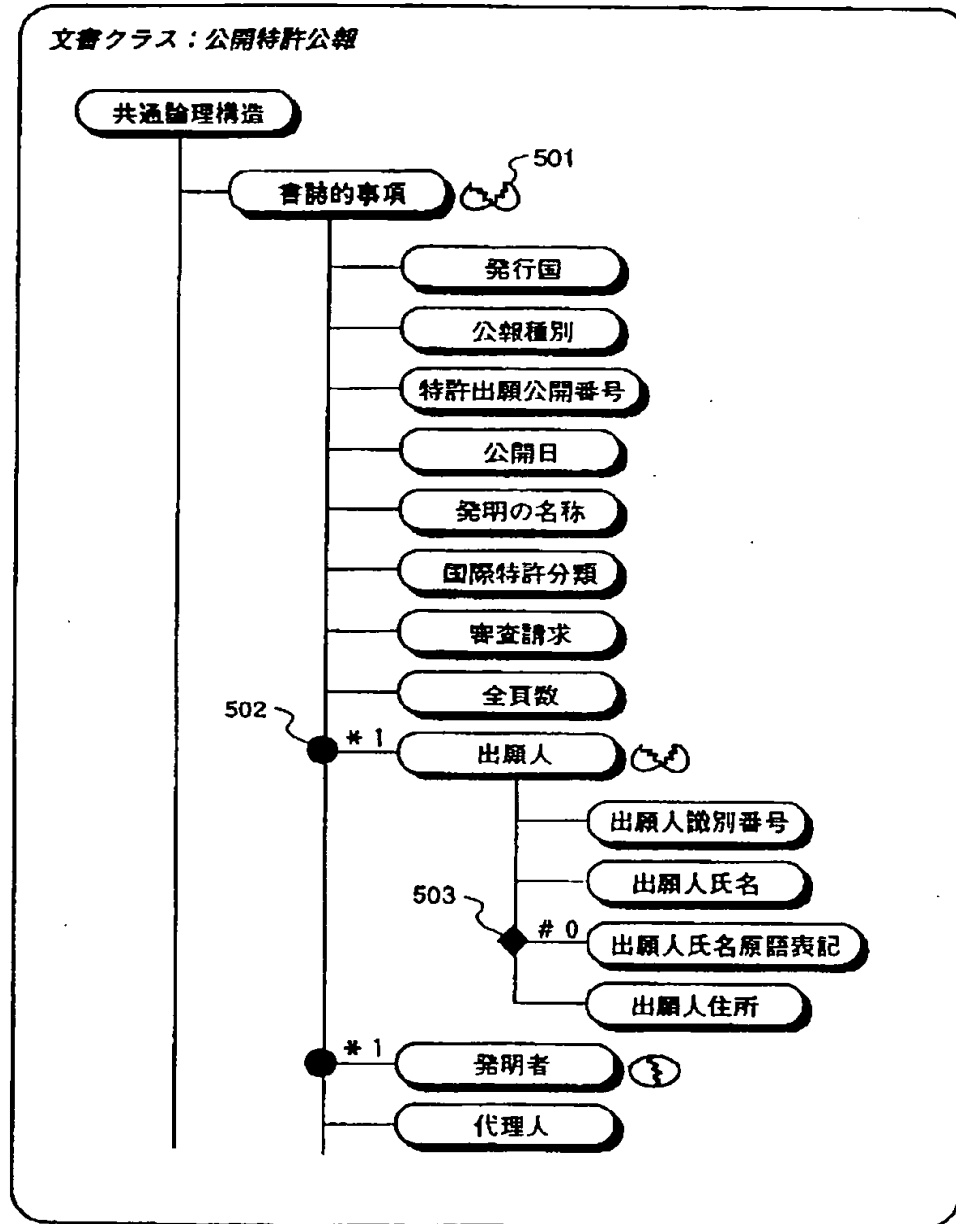 文書クラス：公開特許公報
共通論理構造
書誌的事項
501
発行国
公報種別
特許出願公開番号
公開日
発明の名称
国際特許分類
審査請求
全頁数
502
* 1
出願人
出願人識別番号
出願人氏名
503
# 0
出願人氏名原語表記
出願人住所
* 1
発明者
代理人